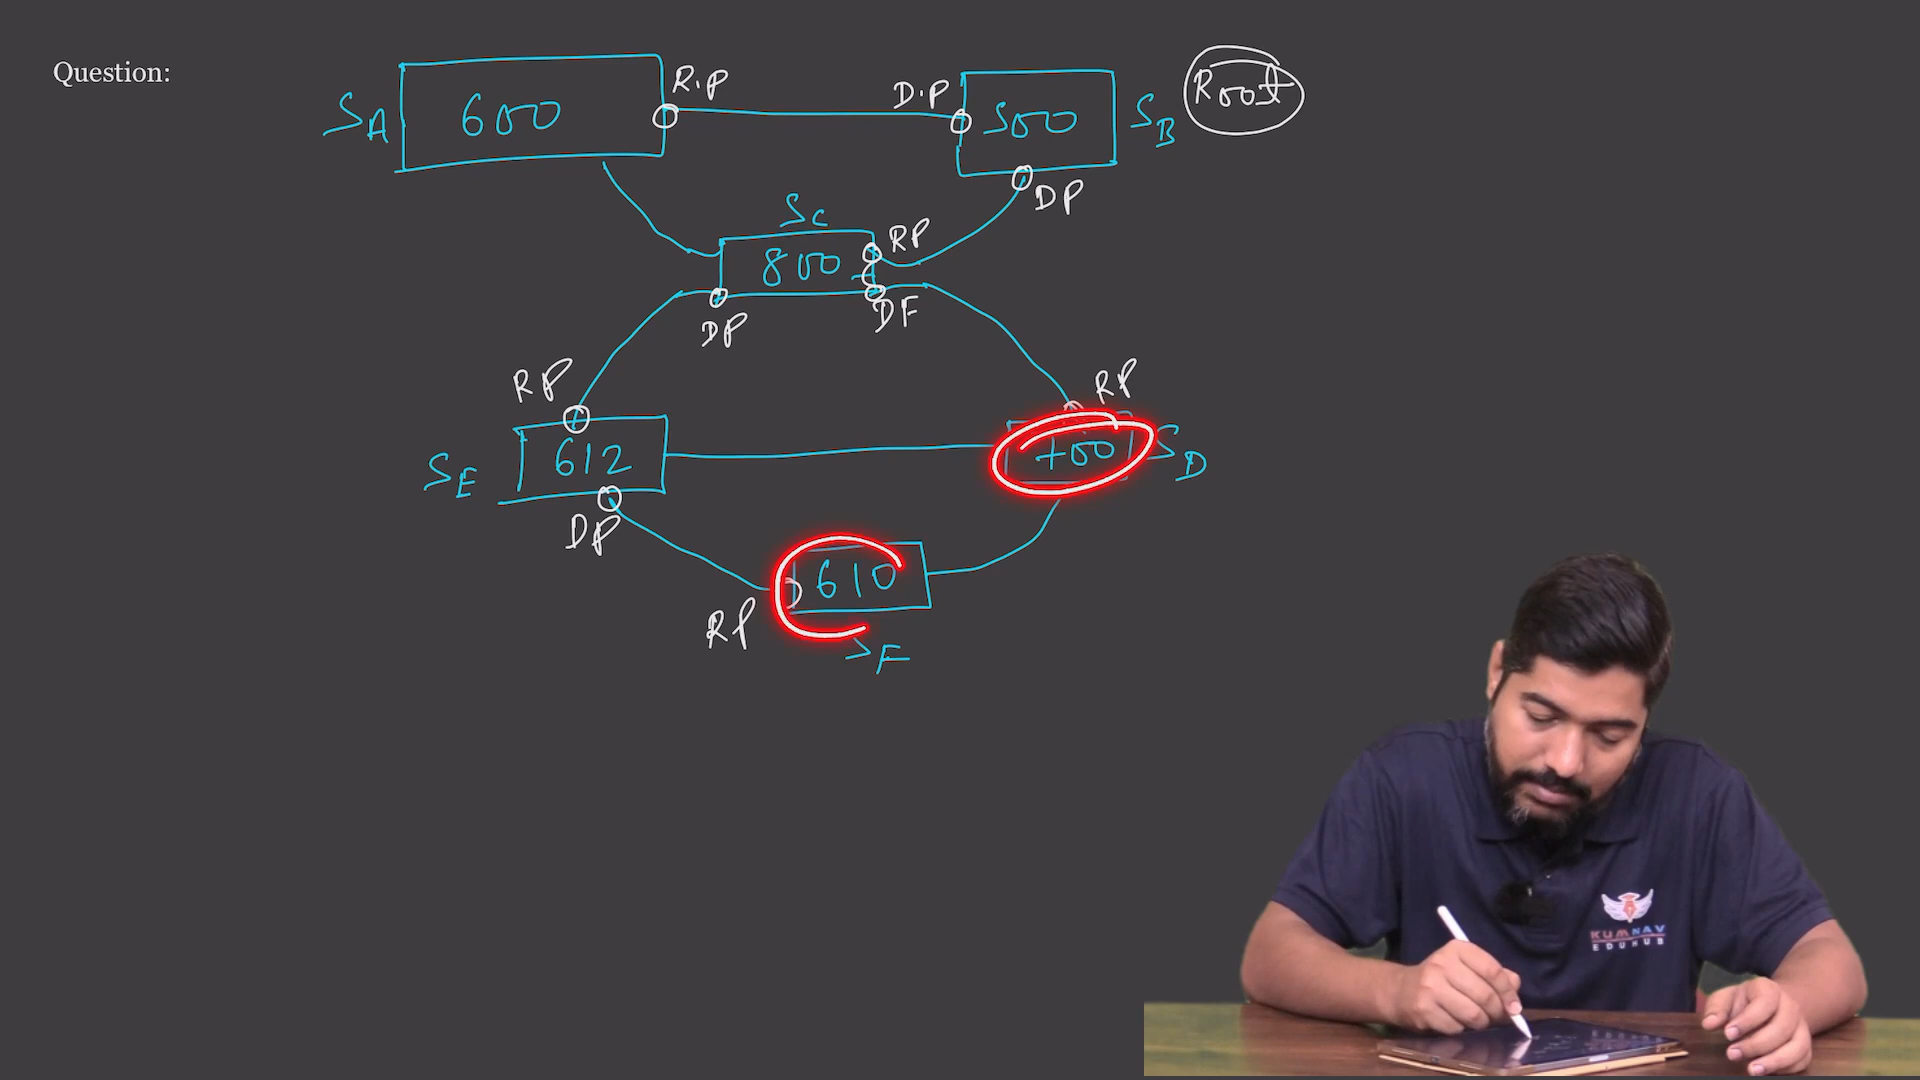 Question:
R.P
D.P
Root
SA
600
500
SB
DP
SC
RP
800
DP
DF
RP
RP
612
700
SE
SD
DP
610
RP
SF
KUMNAV
EDUHUB